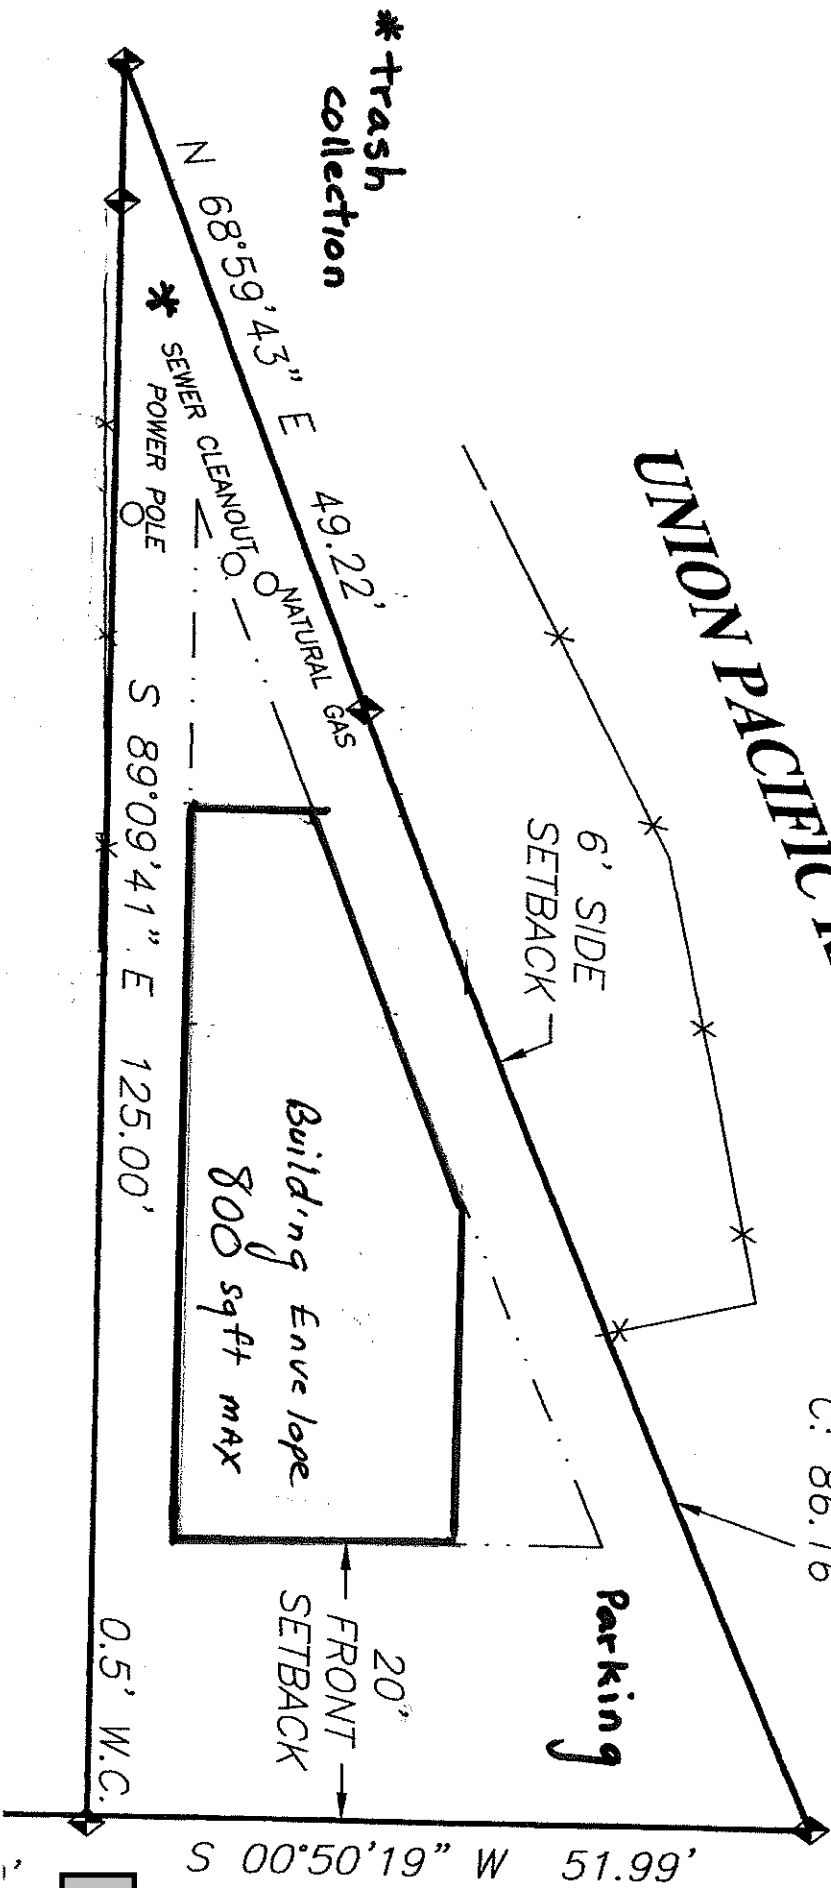 * trash
collection
N 68°59'43" E 49.22'
* SEWER CLEANOUT
POWER POLE
NATURAL GAS
UNION PACIFIC
6' SIDE
SETBACK
C: 86.16
S 89°09'41" E 125.00'
Building Envelope
800 sqft max
Parking
20"
FRONT
SETBACK
0.5' W.C.
S 00°50'19" W 51.99'